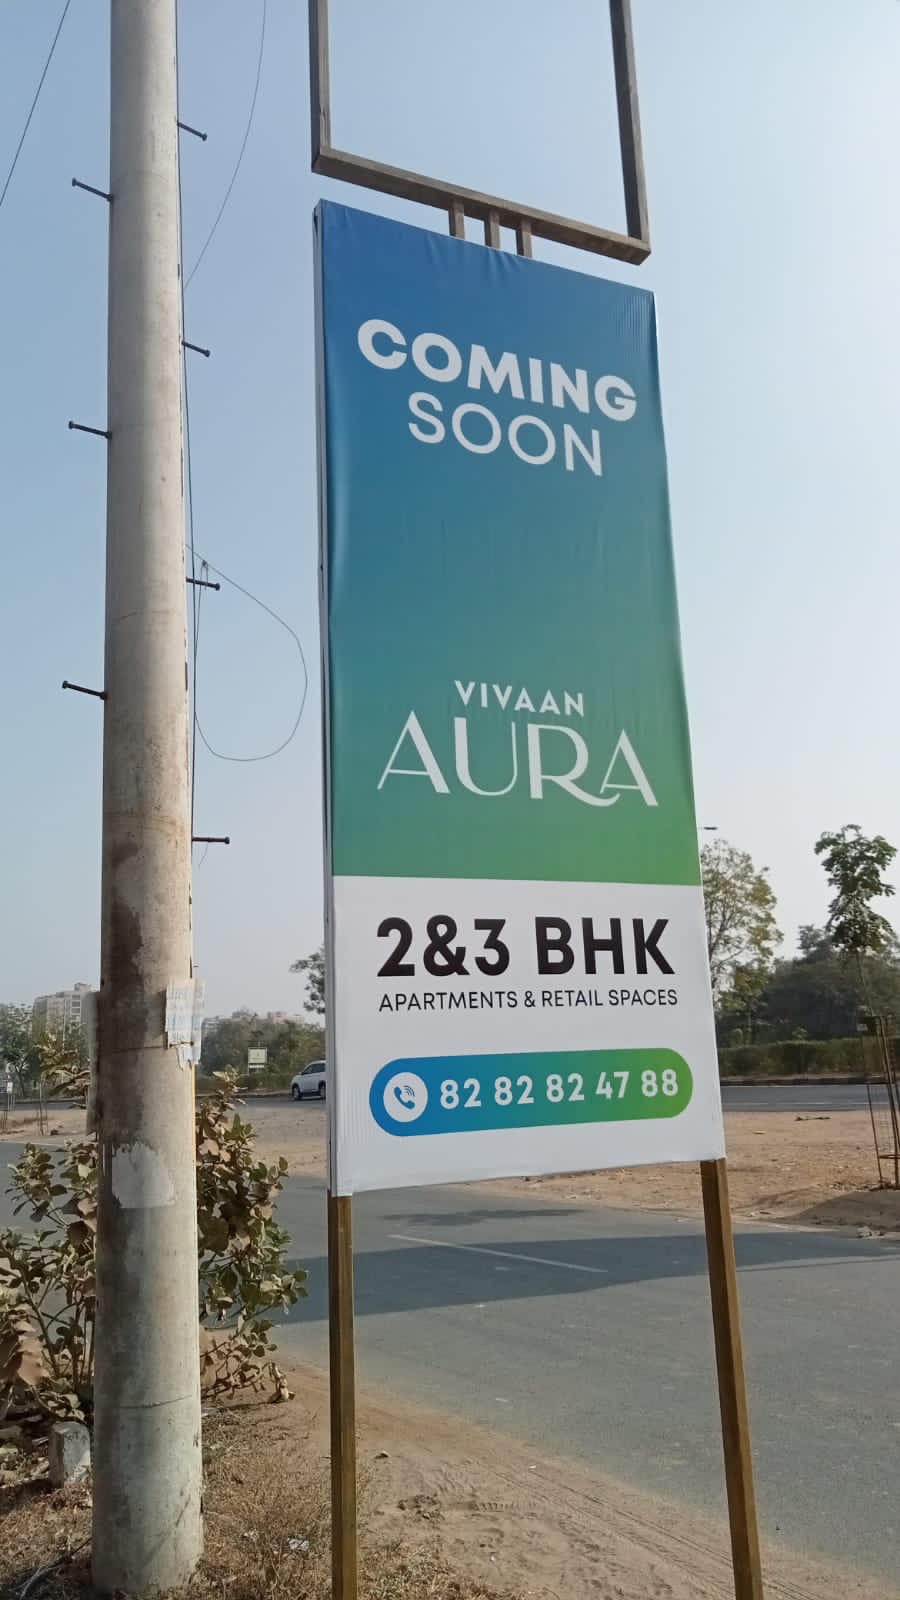 COMING
SOON
VIVAAN
AURA
2&3 BHK
APARTMENTS & RETAIL SPACES
82 82 82 47 88